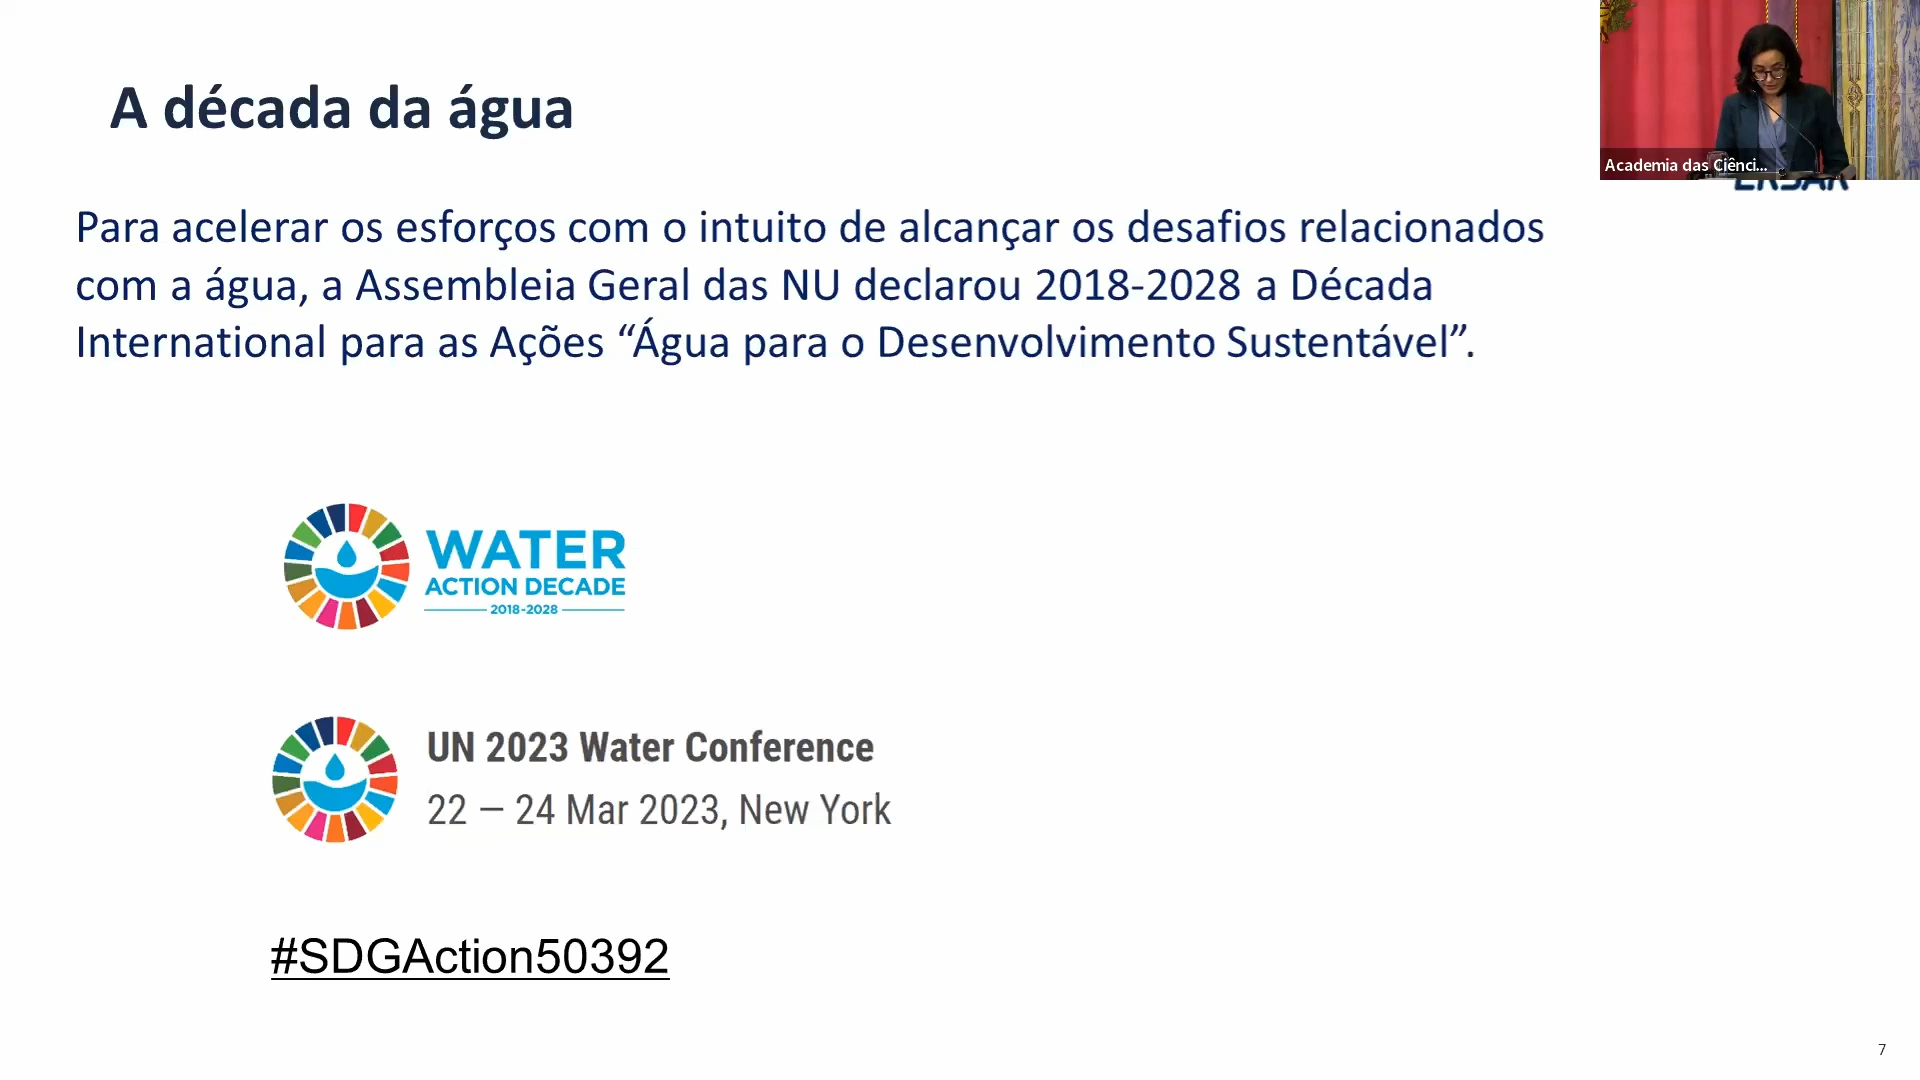 A década da água
Academia das Ciênci...
ERSAR
Para acelerar os esforços com o intuito de alcançar os desafios relacionados
com a água, a Assembleia Geral das NU declarou 2018-2028 a Década
International para as Ações “Água para o Desenvolvimento Sustentável”.
WATER
ACTION DECADE
2018-2028
UN 2023 Water Conference
22 — 24 Mar 2023, New York
#SDGAction50392
7